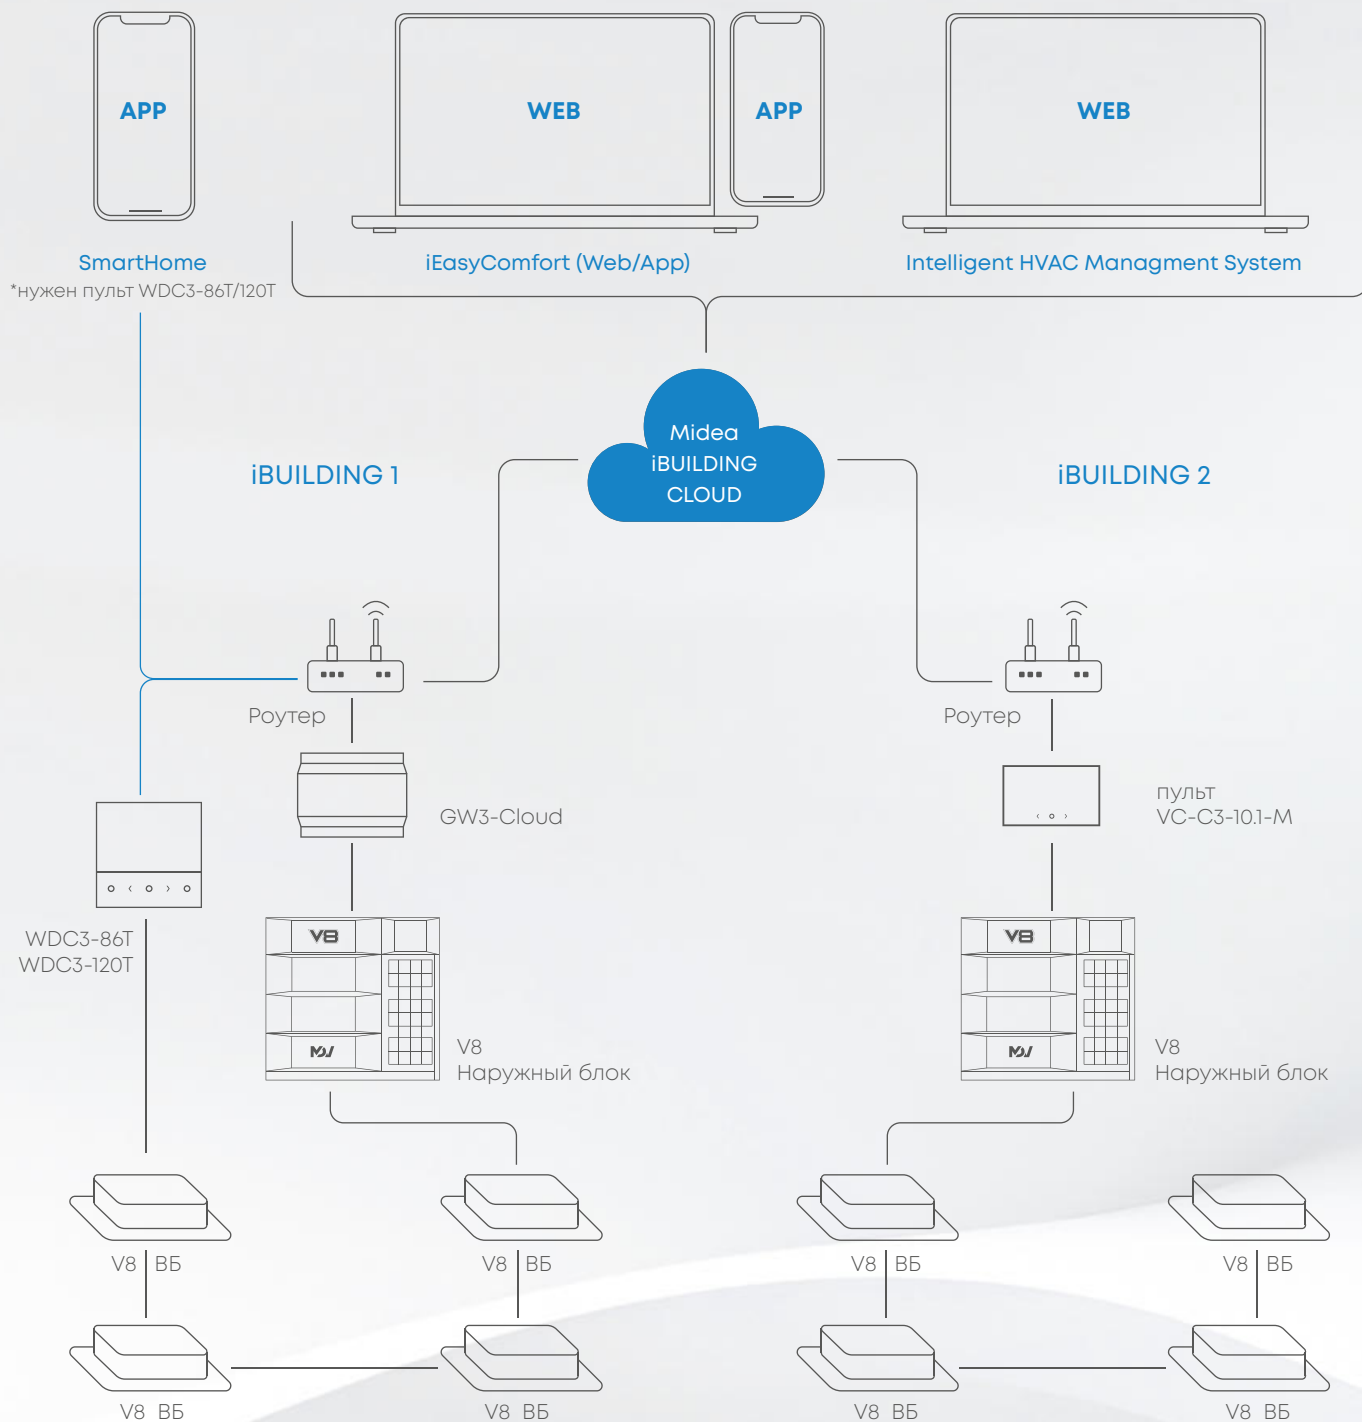 APP
WEB
APP
WEB
SmartHome
*нужен пульт WDC3-86T/120T
iEasyComfort (Web/App)
Intelligent HVAC Managment System
Midea
iBUILDING
CLOUD
iBUILDING 1
iBUILDING 2
Роутер
Роутер
GW3-Cloud
пульт
VC-C3-10.1-M
WDC3-86T
WDC3-120T
V8
MDV
V8
Наружный блок
V8
MDV
V8
Наружный блок
V8 ВБ
V8 ВБ
V8 ВБ
V8 ВБ
V8 ВБ
V8 ВБ
V8 ВБ
V8 ВБ